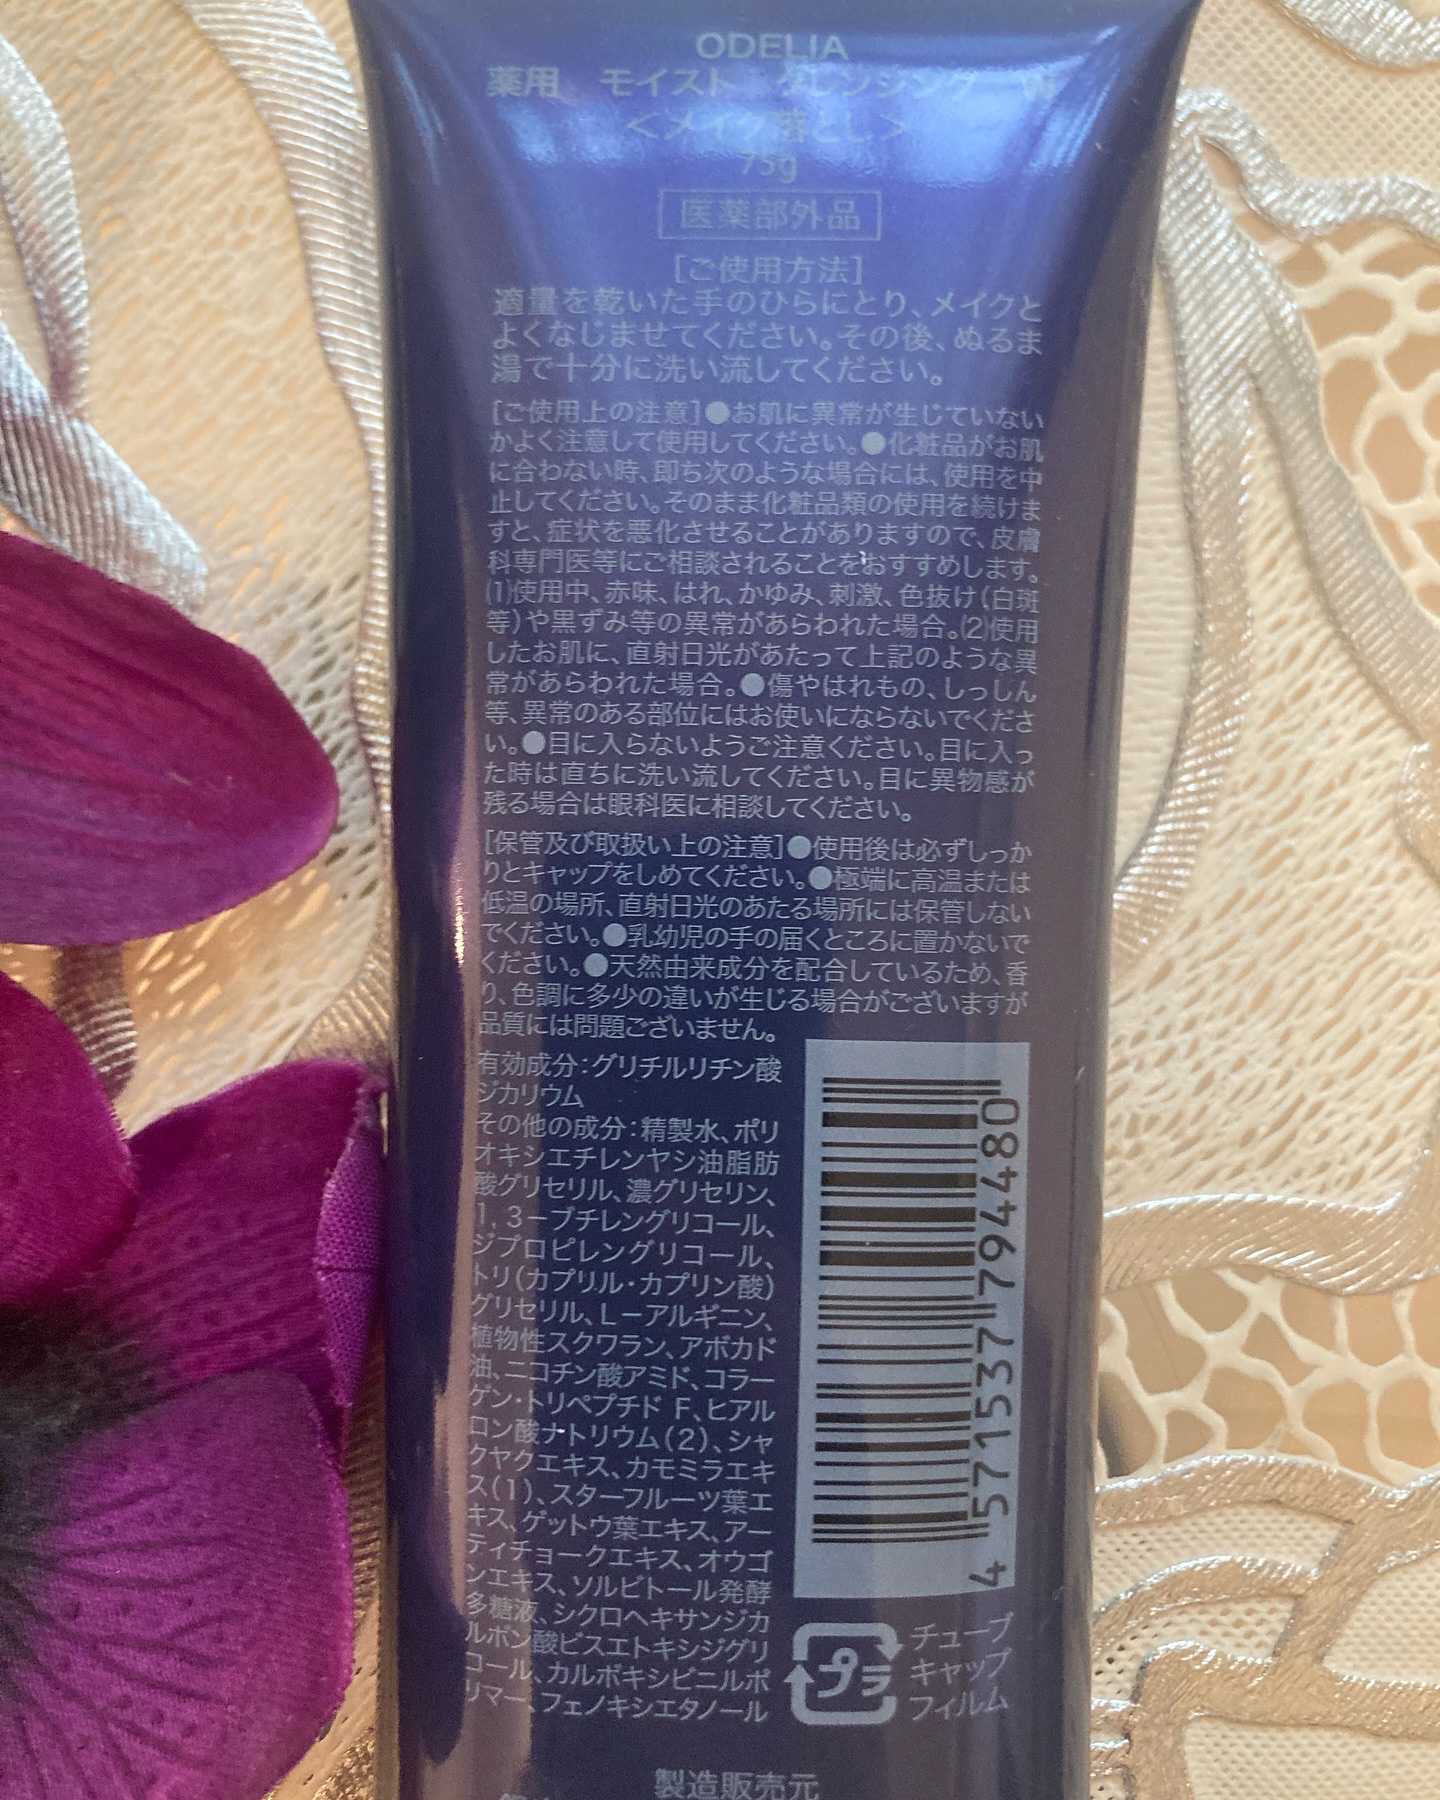 ODELIA
薬用 モイスト クレンジング W
＜メイク落とし＞
75g
医薬部外品
[ご使用方法]
適量を乾いた手のひらにとり、メイクと
よくなじませてください。その後、ぬるま
湯で十分に洗い流してください。
[ご使用上の注意]●お肌に異常が生じていない
かよく注意して使用してください。●化粧品がお肌
に合わない時、即ち次のような場合には、使用を中
止してください。そのまま化粧品類の使用を続けま
すと、症状を悪化させることがありますので、皮膚
科専門医等にご相談されることをおすすめします。
(1)使用中、赤味、はれ、かゆみ、刺激、色抜け(白斑
等)や黒ずみ等の異常があらわれた場合。(2)使用
したお肌に、直射日光があたって上記のような異
常があらわれた場合。●傷やはれもの、しっしん
等、異常のある部位にはお使いにならないでくださ
い。●目に入らないようご注意ください。目に入っ
た時は直ちに洗い流してください。目に異物感が
残る場合は眼科医に相談してください。
[保管及び取扱い上の注意]●使用後は必ずしっか
りとキャップをしめてください。●極端に高温または
低温の場所、直射日光のあたる場所には保管しない
でください。●乳幼児の手の届くところに置かないで
ください。●天然由来成分を配合しているため、香
り、色調に多少の違いが生じる場合がございますが
品質には問題ございません。
有効成分：グリチルリチン酸
ジカリウム
その他の成分：精製水、ポリ
オキシエチレンヤシ油脂肪
酸グリセリル、濃グリセリン、
1，3－ブチレングリコール、
ジプロピレングリコール、
トリ(カプリル・カプリン酸)
グリセリル、L－アルギニン、
植物性スクワラン、アボカド
油、ニコチン酸アミド、コラー
ゲン・トリペプチド F、ヒアル
ロン酸ナトリウム(2)、シャ
クヤクエキス、カモミラエキ
ス(1)、スターフルーツ葉エ
キス、ゲットウ葉エキス、アー
ティチョークエキス、オウゴ
ンエキス、ソルビトール発酵
多糖液、シクロヘキサンジカ
ルボン酸ビスエトキシジグリ
コール、カルボキシビニルポ
リマー、フェノキシエタノール
4 571537 794480
プラ
チューブ
キャップ
フィルム
製造販売元